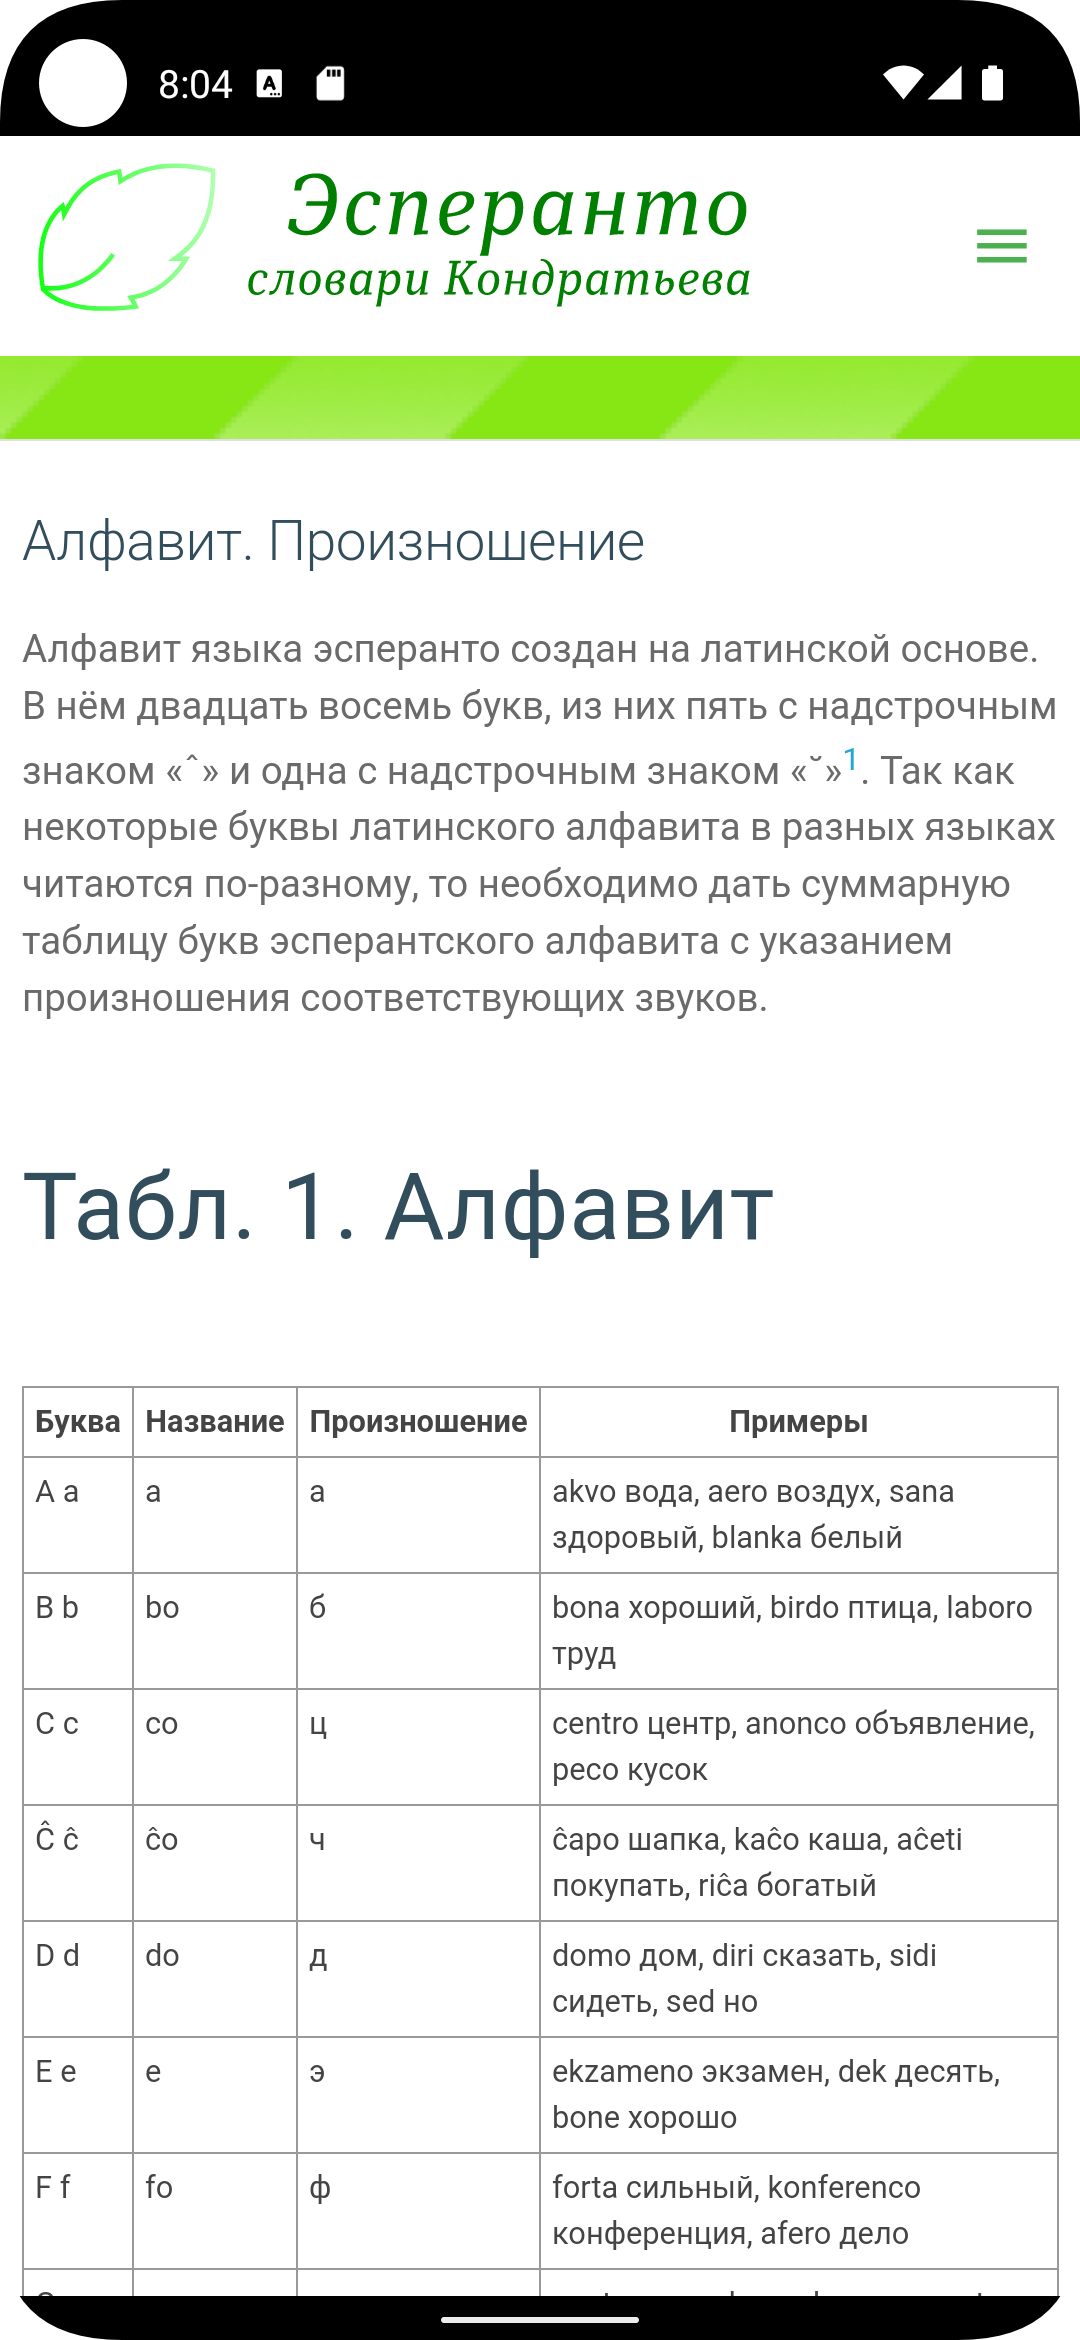 8:04
Эсперанто
словари Кондратьева
Алфавит. Произношение
Алфавит языка эсперанто создан на латинской основе.
В нём двадцать восемь букв, из них пять с надстрочным
знаком «ˆ» и одна с надстрочным знаком «˘»1. Так как
некоторые буквы латинского алфавита в разных языках
читаются по-разному, то необходимо дать суммарную
таблицу букв эсперантского алфавита с указанием
произношения соответствующих звуков.
Табл. 1. Алфавит
Буква Название Произношение Примеры
A a a а akvo вода, aero воздух, sana
здоровый, blanka белый
B b bo б bona хороший, birdo птица, laboro
труд
C c co ц centro центр, anonco объявление,
peco кусок
Ĉ ĉ ĉo ч ĉapo шапка, kaĉo каша, aĉeti
покупать, riĉa богатый
D d do д domo дом, diri сказать, sidi
сидеть, sed но
E e e э ekzameno экзамен, dek десять,
bone хорошо
F f fo ф forta сильный, konferenco
конференция, afero дело